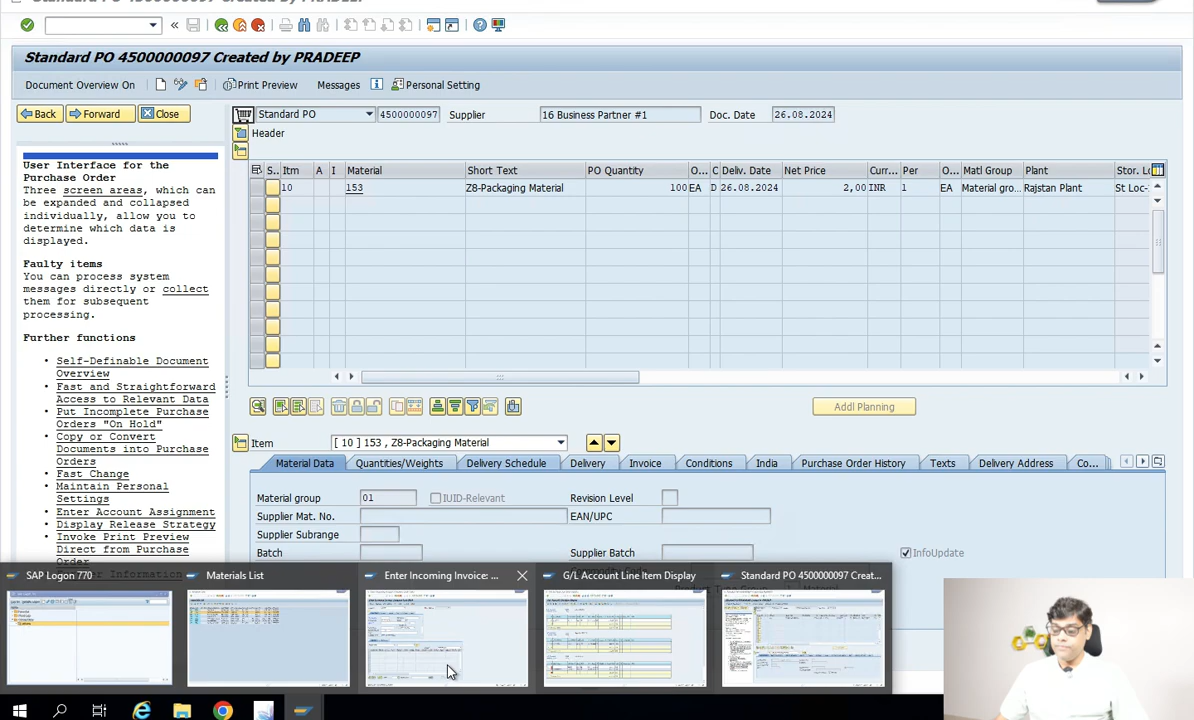 Standard PO 4500000097 Created by PRADEEP
Document Overview On Print Preview Messages Personal Setting
Back Forward Close
Standard PO 4500000097 Supplier 16 Business Partner #1 Doc. Date 26.08.2024
Header
User Interface for the
Purchase Order
Three screen areas, which can
be expanded and collapsed
individually, allow you to
determine which data is
displayed.
Faulty items
You can process system
messages directly or collect
them for subsequent
processing.
Further functions
• Self-Definable Document
Overview
• Fast and Straightforward
Access to Relevant Data
• Put Incomplete Purchase
Orders "On Hold"
• Copy or Convert
Documents into Purchase
Orders
• Fast Change
• Maintain Personal
Settings
• Enter Account Assignment
• Display Release Strategy
• Invoke Print Preview
Direct from Purchase
Order
S.. Itm A I Material Short Text PO Quantity O... C Deliv. Date Net Price Curr... Per O... Matl Group Plant Stor. Lo
10 153 Z8-Packaging Material 100 EA D 26.08.2024 2,00 INR 1 EA Material gro... Rajstan Plant St Loc-
Addl Planning
Item [ 10 ] 153 , Z8-Packaging Material
Material Data Quantities/Weights Delivery Schedule Delivery Invoice Conditions India Purchase Order History Texts Delivery Address Co...
Material group 01 IUID-Relevant Revision Level
Supplier Mat. No. EAN/UPC
Supplier Subrange
Batch Supplier Batch InfoUpdate
SAP Logon 770 Materials List Enter Incoming Invoice: ... G/L Account Line Item Display Standard PO 4500000097 Creat...